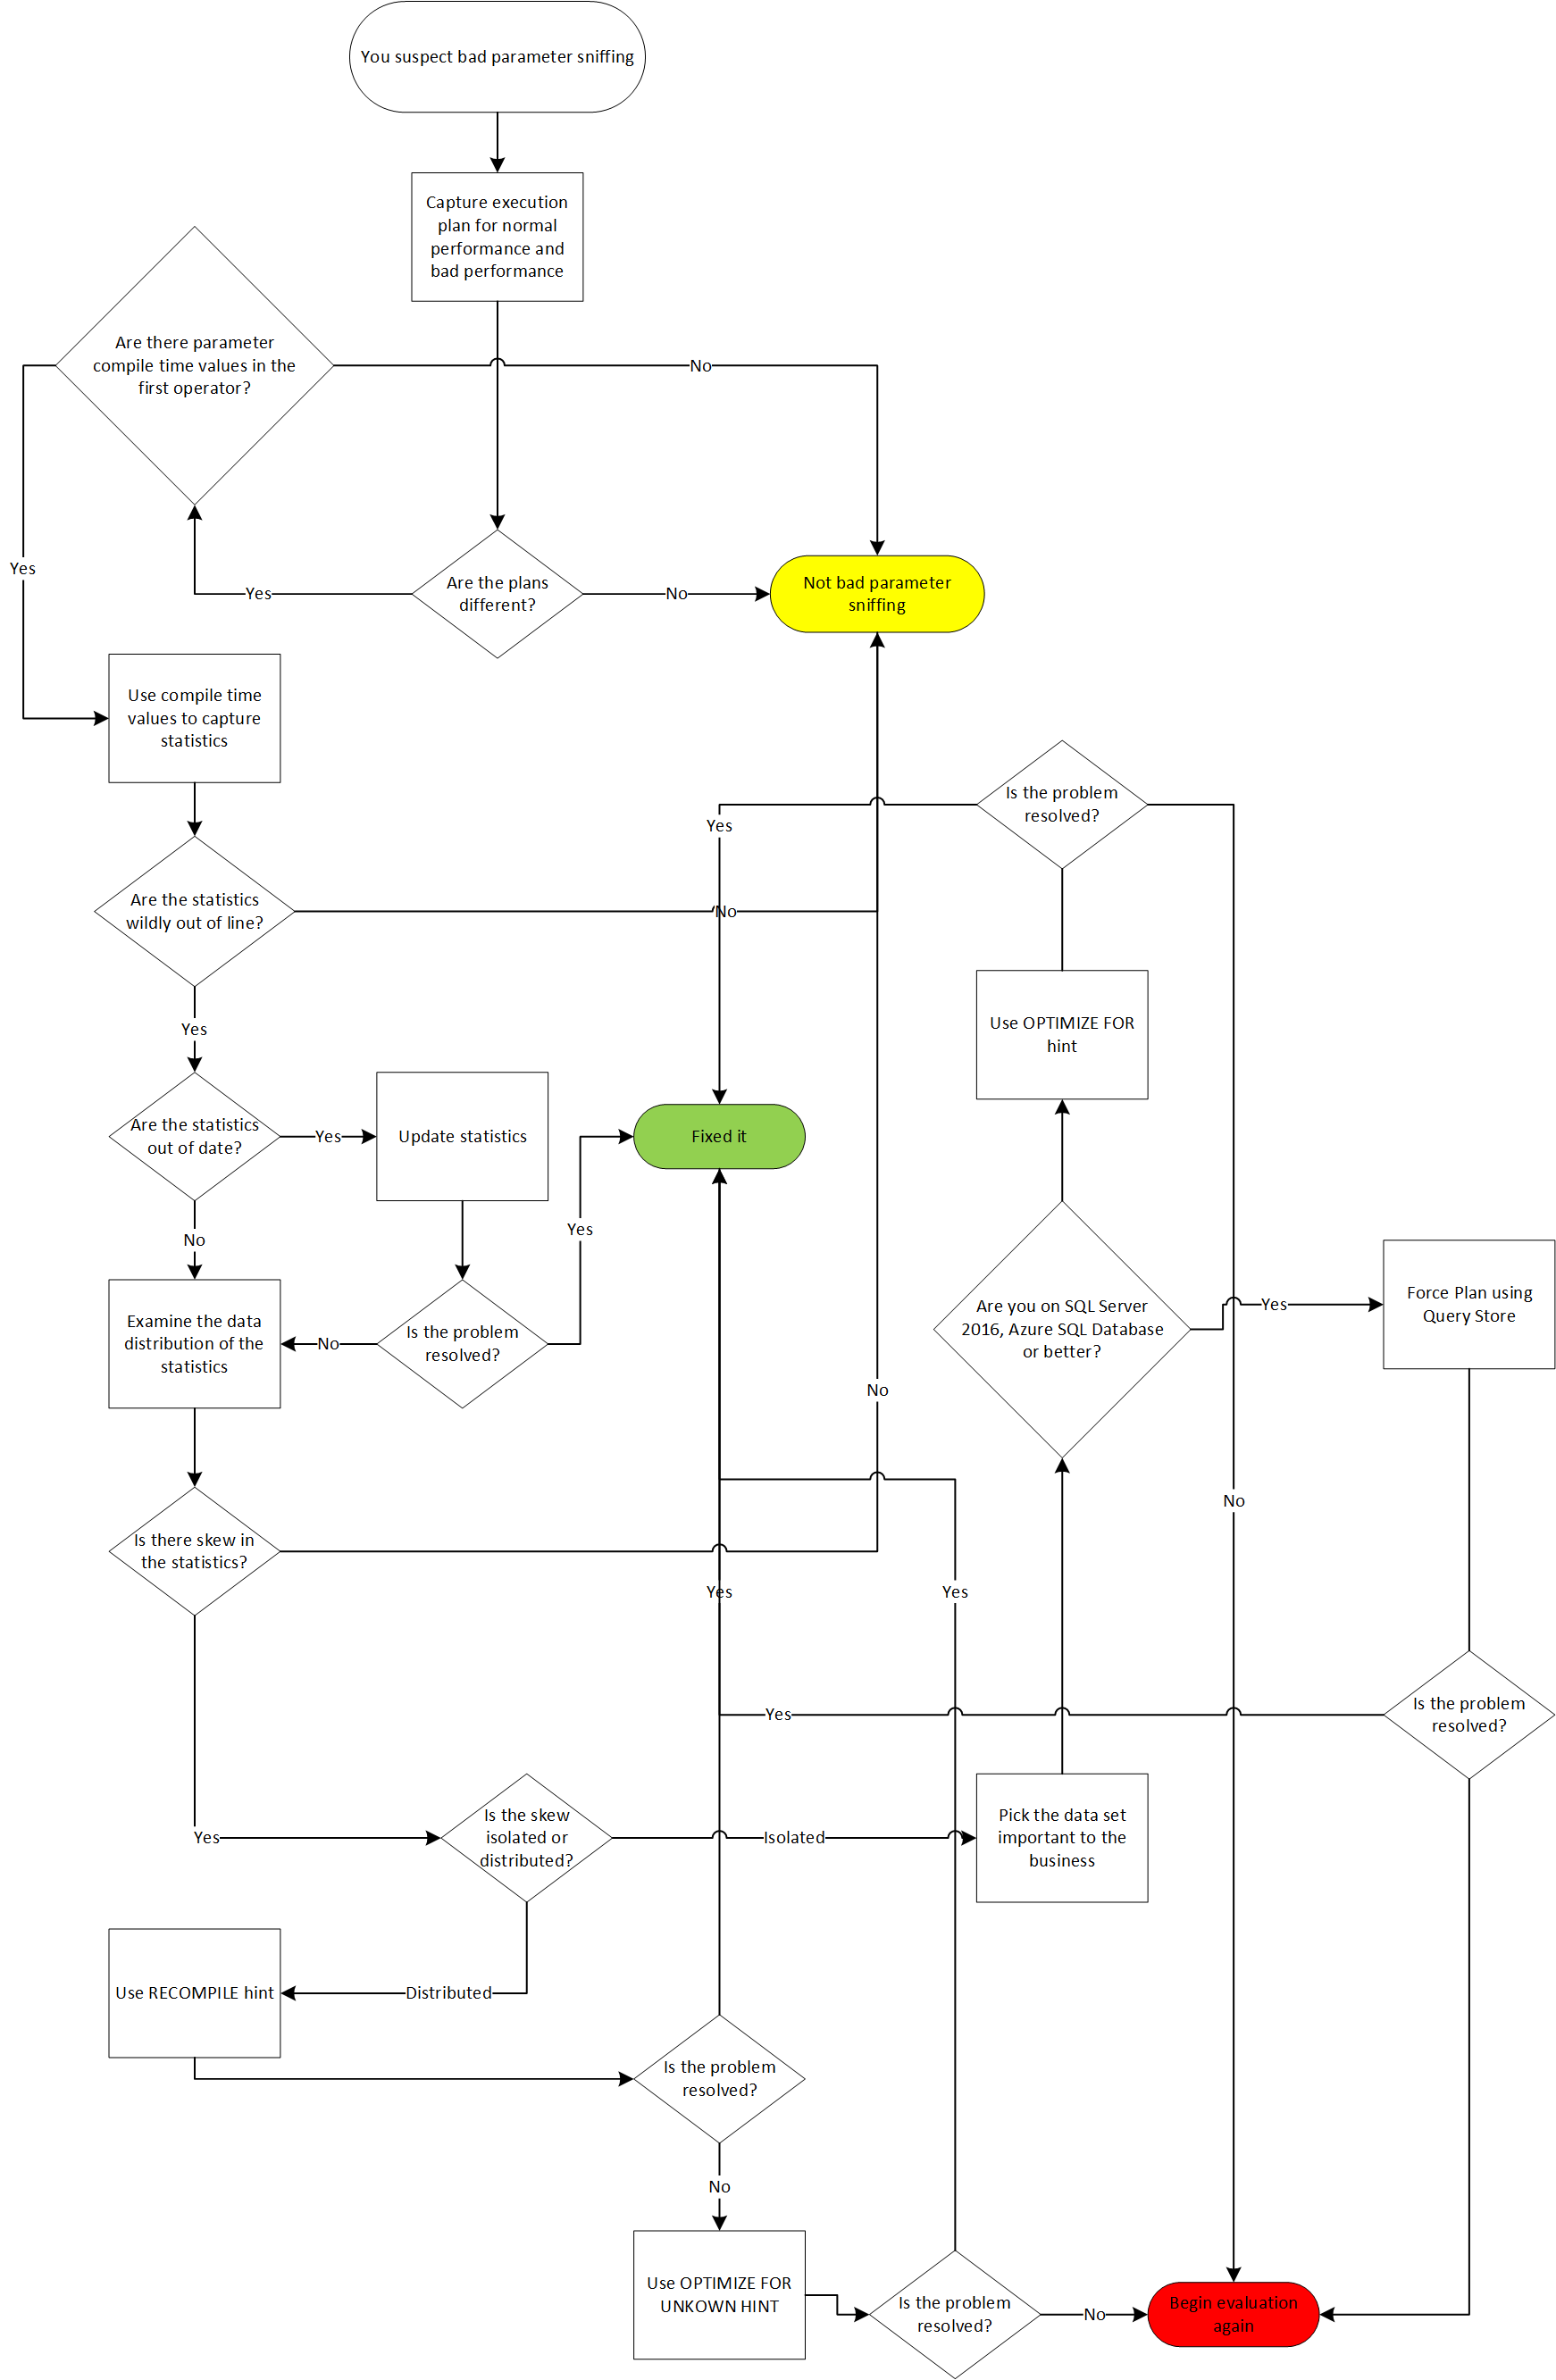 You suspect bad parameter sniffing
Capture execution
plan for normal
performance and
bad performance
Are there parameter
compile time values in the
first operator?
No
Yes
Are the plans
different?
Yes
No
Not bad parameter
sniffing
Use compile time
values to capture
statistics
Is the problem
resolved?
Yes
Are the statistics
wildly out of line?
No
Yes
Use OPTIMIZE FOR
hint
Are the statistics
out of date?
Yes
Update statistics
Fixed it
Yes
No
Examine the data
distribution of the
statistics
No
Is the problem
resolved?
Are you on SQL Server
2016, Azure SQL Database
or better?
Yes
Force Plan using
Query Store
No
No
Is there skew in
the statistics?
Yes
Yes
Yes
Is the problem
resolved?
Yes
Is the skew
isolated or
distributed?
Isolated
Pick the data set
important to the
business
Use RECOMPILE hint
Distributed
Is the problem
resolved?
No
Use OPTIMIZE FOR
UNKOWN HINT
Is the problem
resolved?
No
Begin evaluation
again